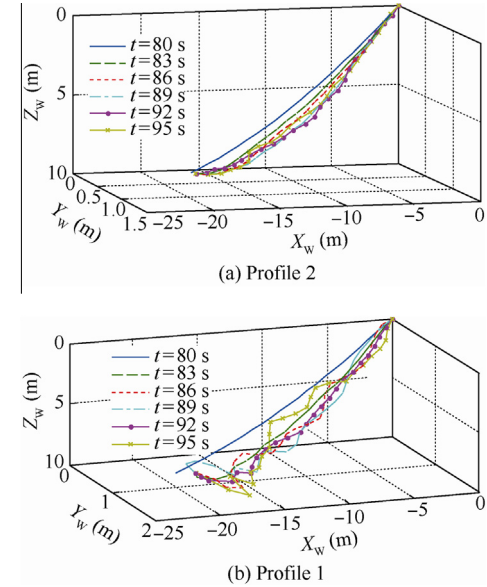 0
5
10
Z_W (m)
t=80 s
t=83 s
t=86 s
t=89 s
t=92 s
t=95 s
0
0.5
1.0
1.5
Y_W (m)
−25
−20
−15
−10
−5
0
X_W (m)
(a) Profile 2
0
5
10
Z_W (m)
t=80 s
t=83 s
t=86 s
t=89 s
t=92 s
t=95 s
0
1
2
Y_W (m)
−25
−20
−15
−10
−5
0
X_W (m)
(b) Profile 1